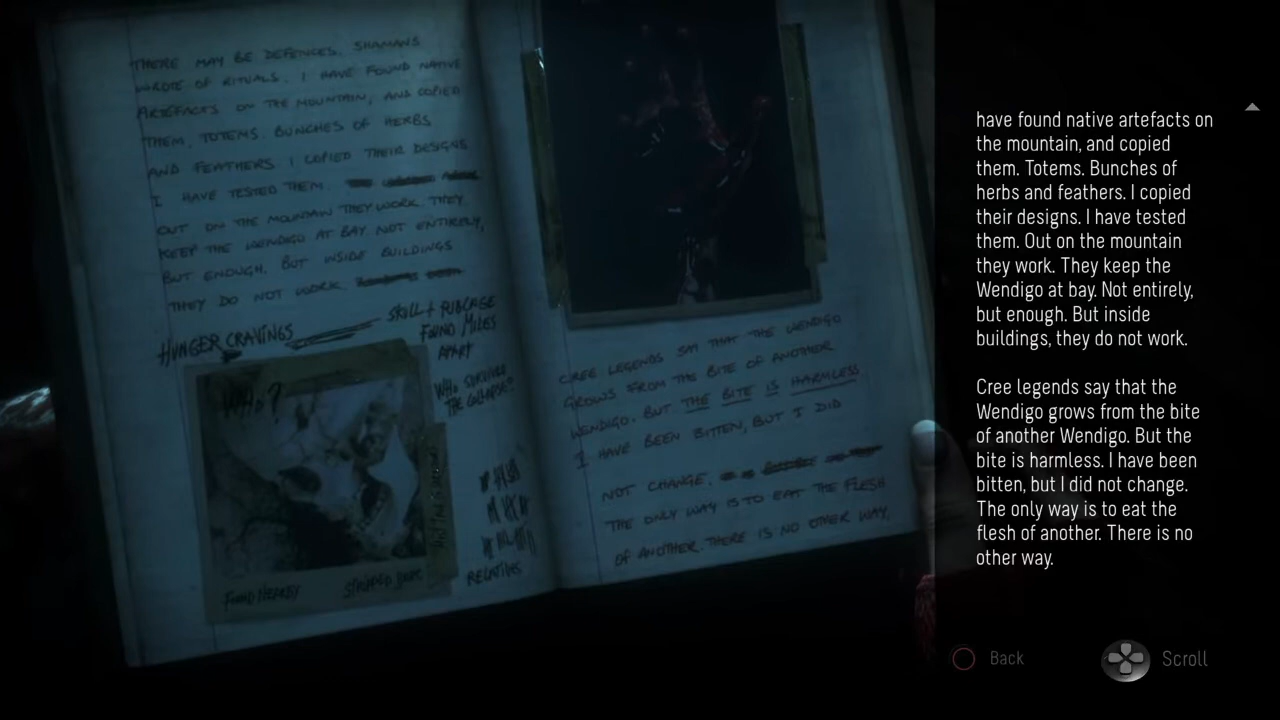 THERE MAY BE DEFENCES. SHAMANS
WROTE OF RITUALS. I HAVE FOUND NATIVE
ARTEFACTS ON THE MOUNTAIN, AND COPIED
THEM. TOTEMS. BUNCHES OF HERBS
AND FEATHERS. I COPIED THEIR DESIGNS.
I HAVE TESTED THEM.
OUT ON THE MOUNTAIN THEY WORK. THEY
KEEP THE WENDIGO AT BAY. NOT ENTIRELY,
BUT ENOUGH. BUT INSIDE BUILDINGS
THEY DO NOT WORK.
HUNGER CRAVINGS
SKULL + RIBCAGE
FOUND MILES
APART
WHO SURVIVED
THE COLLAPSE?
WHO?
FOUND NEARBY
RELATIVES
CREE LEGENDS SAY THAT THE WENDIGO
GROWS FROM THE BITE OF ANOTHER
WENDIGO. BUT THE BITE IS HARMLESS
I HAVE BEEN BITTEN, BUT I DID
NOT CHANGE.
THE ONLY WAY IS TO EAT THE FLESH
OF ANOTHER. THERE IS NO OTHER WAY.
have found native artefacts on
the mountain, and copied
them. Totems. Bunches of
herbs and feathers. I copied
their designs. I have tested
them. Out on the mountain
they work. They keep the
Wendigo at bay. Not entirely,
but enough. But inside
buildings, they do not work.
Cree legends say that the
Wendigo grows from the bite
of another Wendigo. But the
bite is harmless. I have been
bitten, but I did not change.
The only way is to eat the
flesh of another. There is no
other way.
Back
Scroll